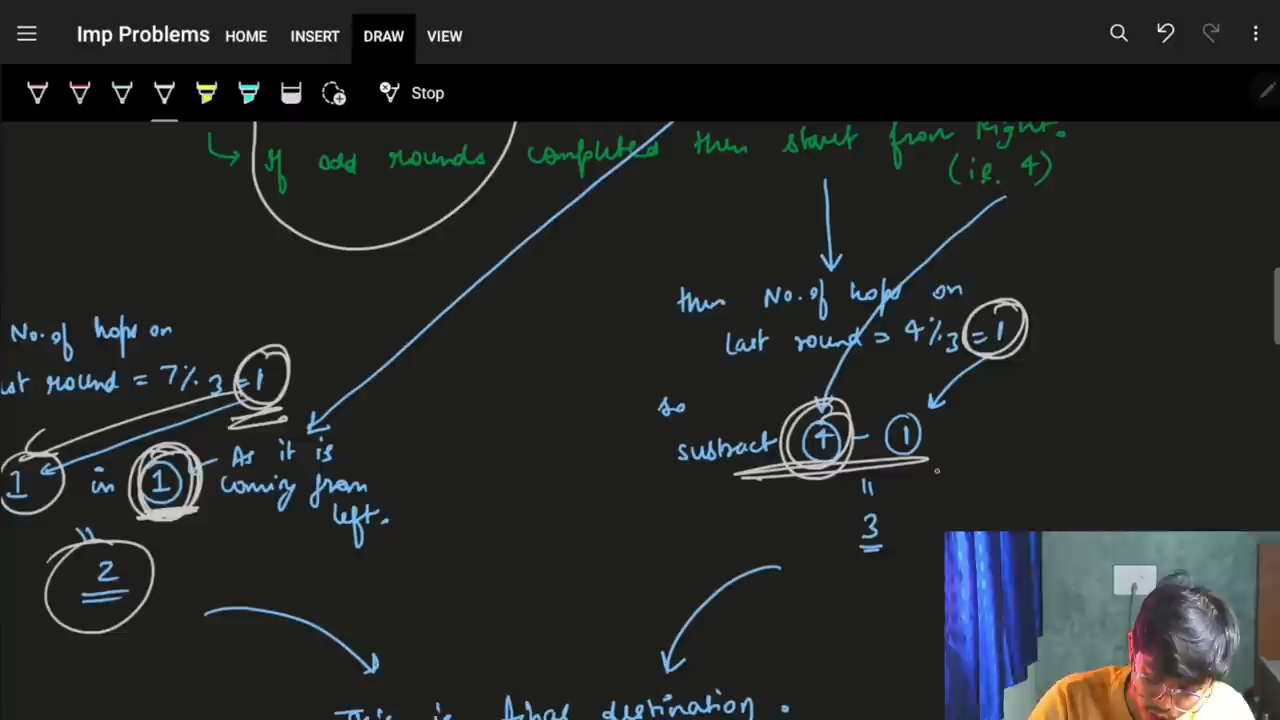 Imp Problems HOME INSERT DRAW VIEW
Stop
↳ If odd rounds completed then start from Right.
(i.e. 4)
then No. of hops on
Last round = 4%3 = 1
No. of hops on
ust round = 7%3 = 1
so
subtract 4 - 1
"
3
1 in 1 ← As it is
coming from
left.
"
2
This is final destination.